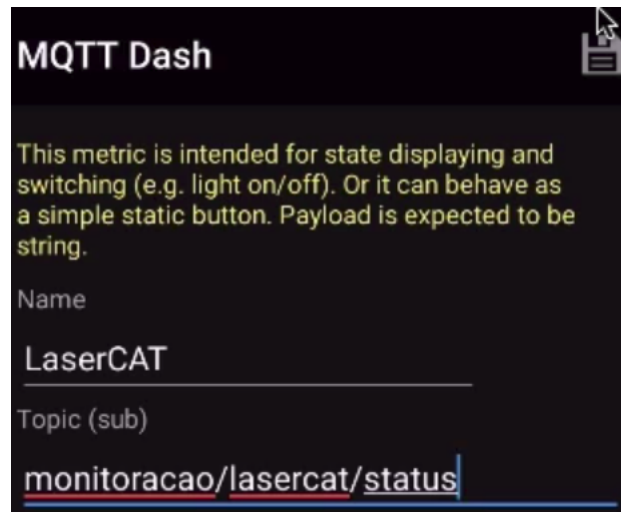 MQTT Dash
This metric is intended for state displaying and
switching (e.g. light on/off). Or it can behave as
a simple static button. Payload is expected to be
string.
Name
LaserCAT
Topic (sub)
monitoracao/lasercat/status